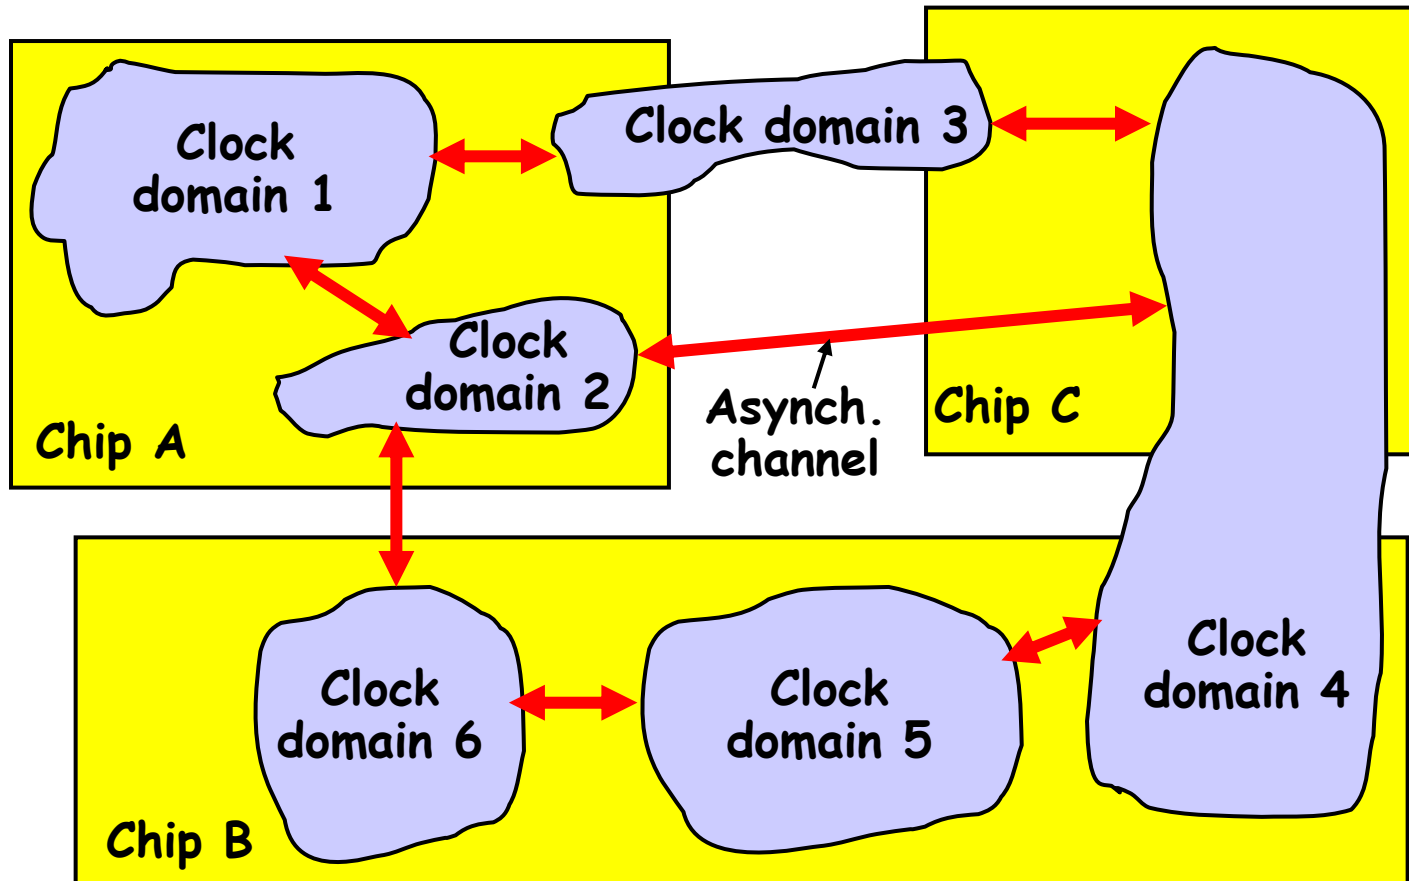 Clock
domain 1
Clock domain 3
Clock
domain 2
Chip A
Asynch.
channel
Chip C
Clock
domain 4
Clock
domain 6
Clock
domain 5
Chip B